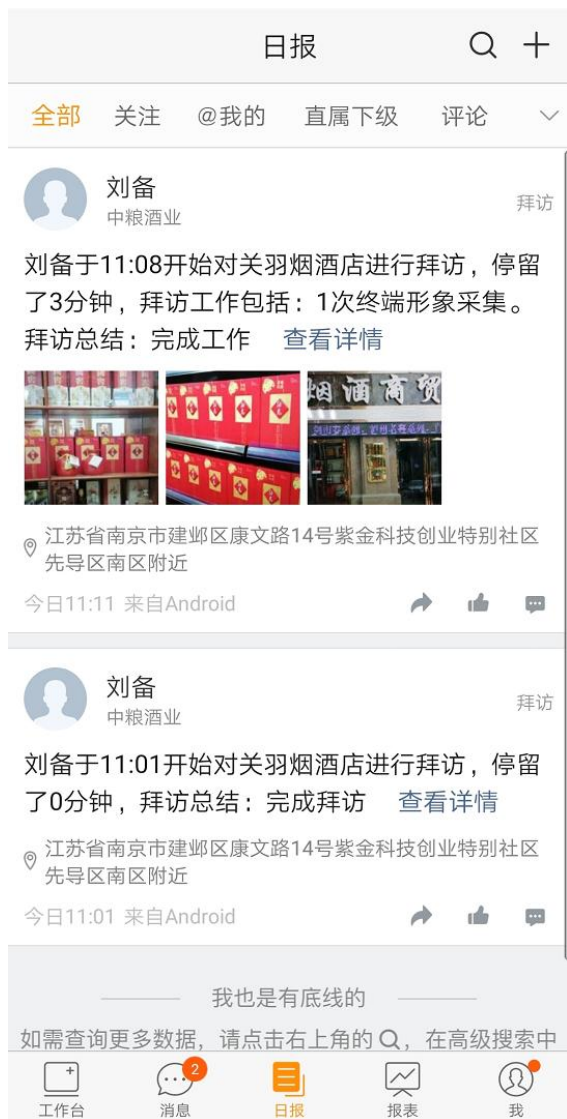 日报
全部 关注 @我的 直属下级 评论
刘备
中粮酒业
拜访
刘备于11:08开始对关羽烟酒店进行拜访，停留
了3分钟，拜访工作包括：1次终端形象采集。
拜访总结：完成工作 查看详情
烟酒商贸
江苏省南京市建邺区康文路14号紫金科技创业特别社区
先导区南区附近
今日11:11 来自Android
刘备
中粮酒业
拜访
刘备于11:01开始对关羽烟酒店进行拜访，停留
了0分钟，拜访总结：完成拜访 查看详情
江苏省南京市建邺区康文路14号紫金科技创业特别社区
先导区南区附近
今日11:01 来自Android
我也是有底线的
如需查询更多数据，请点击右上角的，在高级搜索中
2
工作台 消息 日报 报表 我